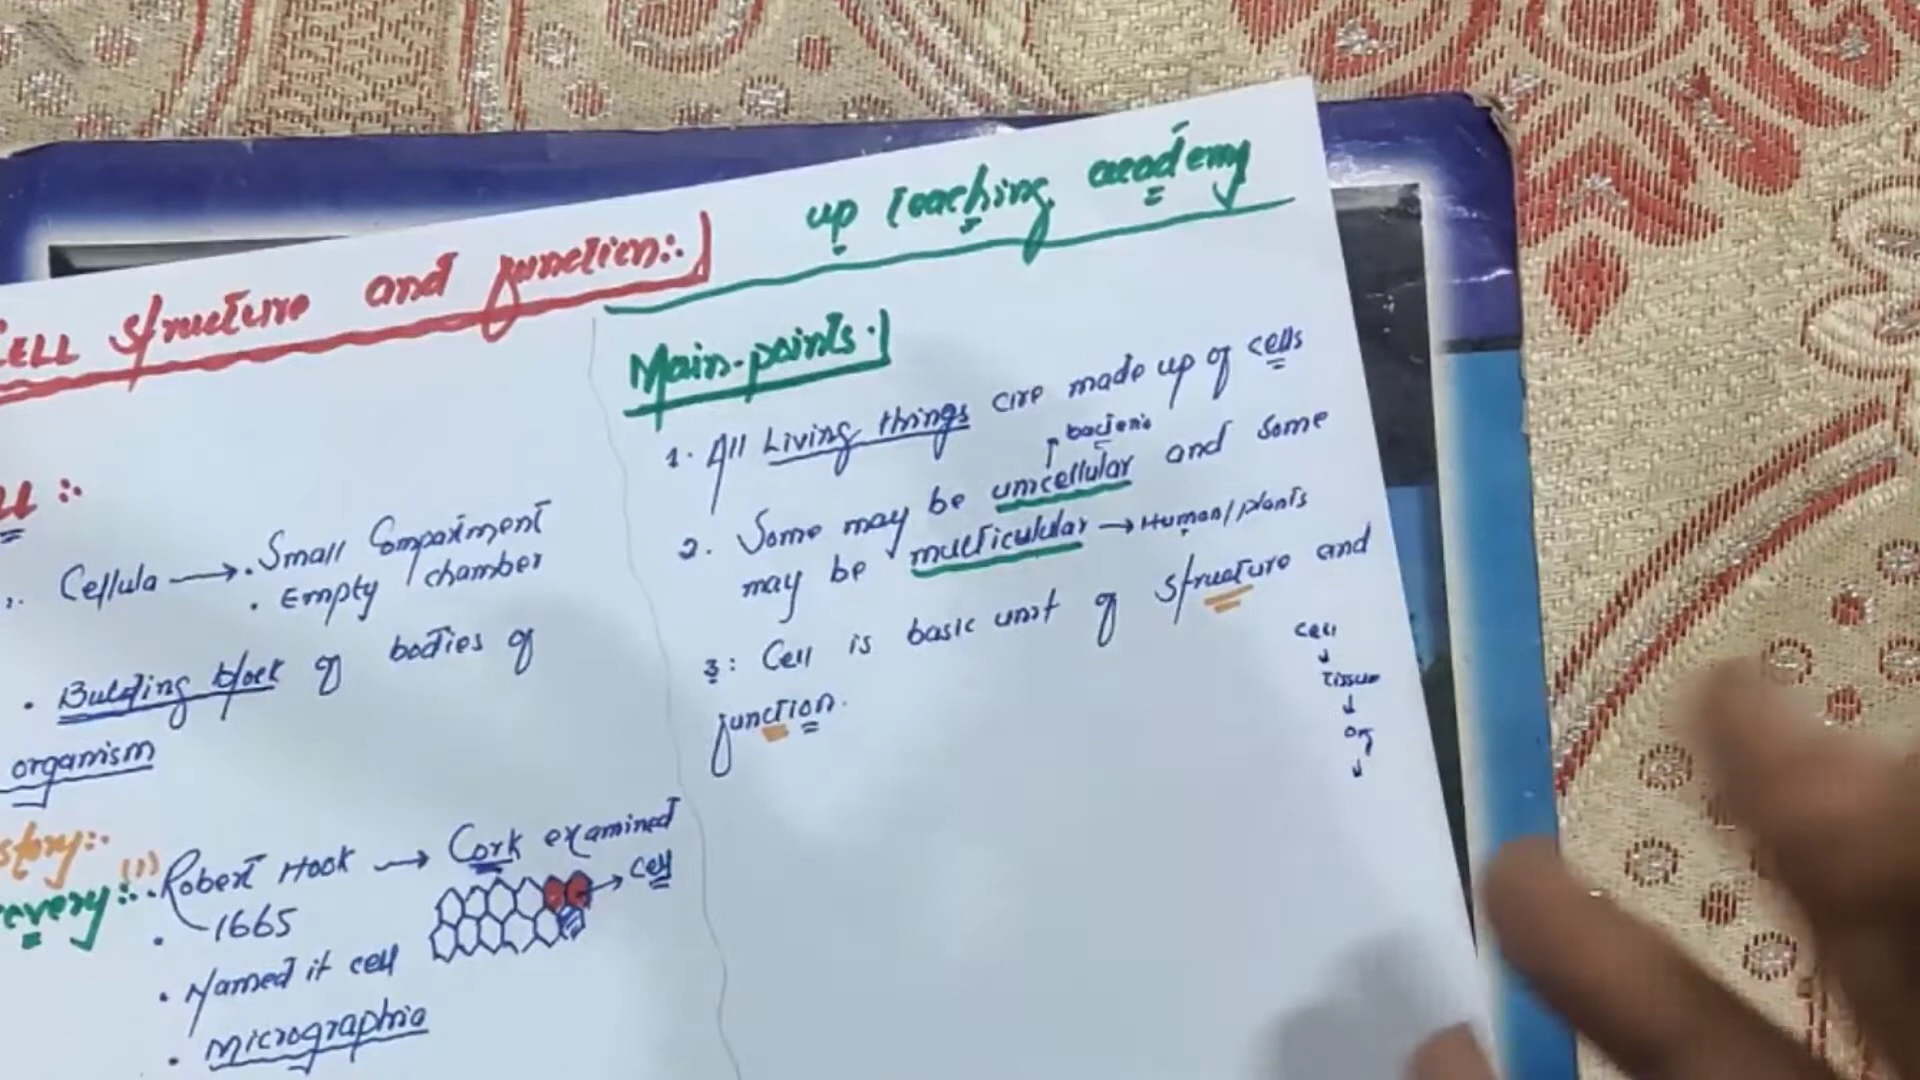 CELL structure and function:.
up teaching academy
:.
Cellula → . Small Compartment
. Empty chamber
. Building block of bodies of
organism
(1)
. Robert Hook → Cork examined
. 1665
→ Cell
. Named it cell
. Micrographia
Main-points.
1. All Living things are made up of cells
bacteria
2. Some may be unicellular and some
may be multiculular → Human/plants
3: Cell is basic unit of structure and
function.
Cell
↓
Tissue
↓
Org
↓